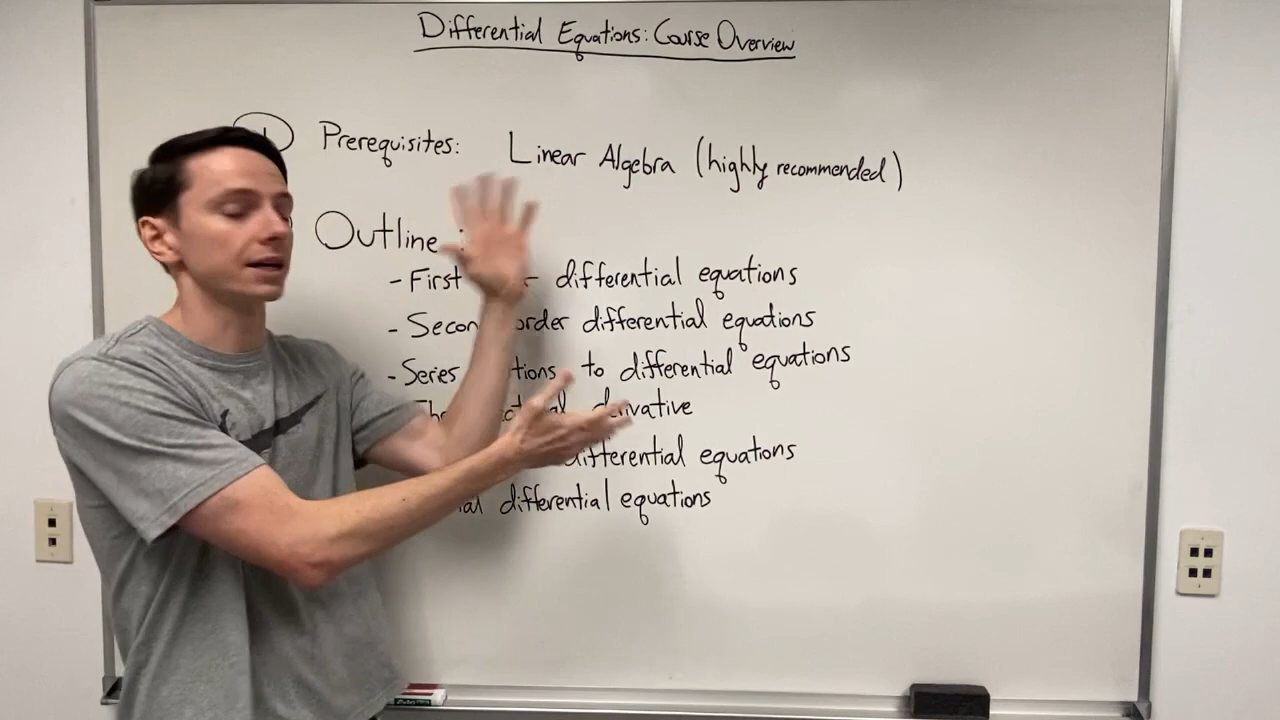 Differential Equations: Course Overview
Prerequisites: Linear Algebra (highly recommended)
Outline :
- First differential equations
- Second order differential equations
- Series to differential equations
derivative
differential equations
differential equations